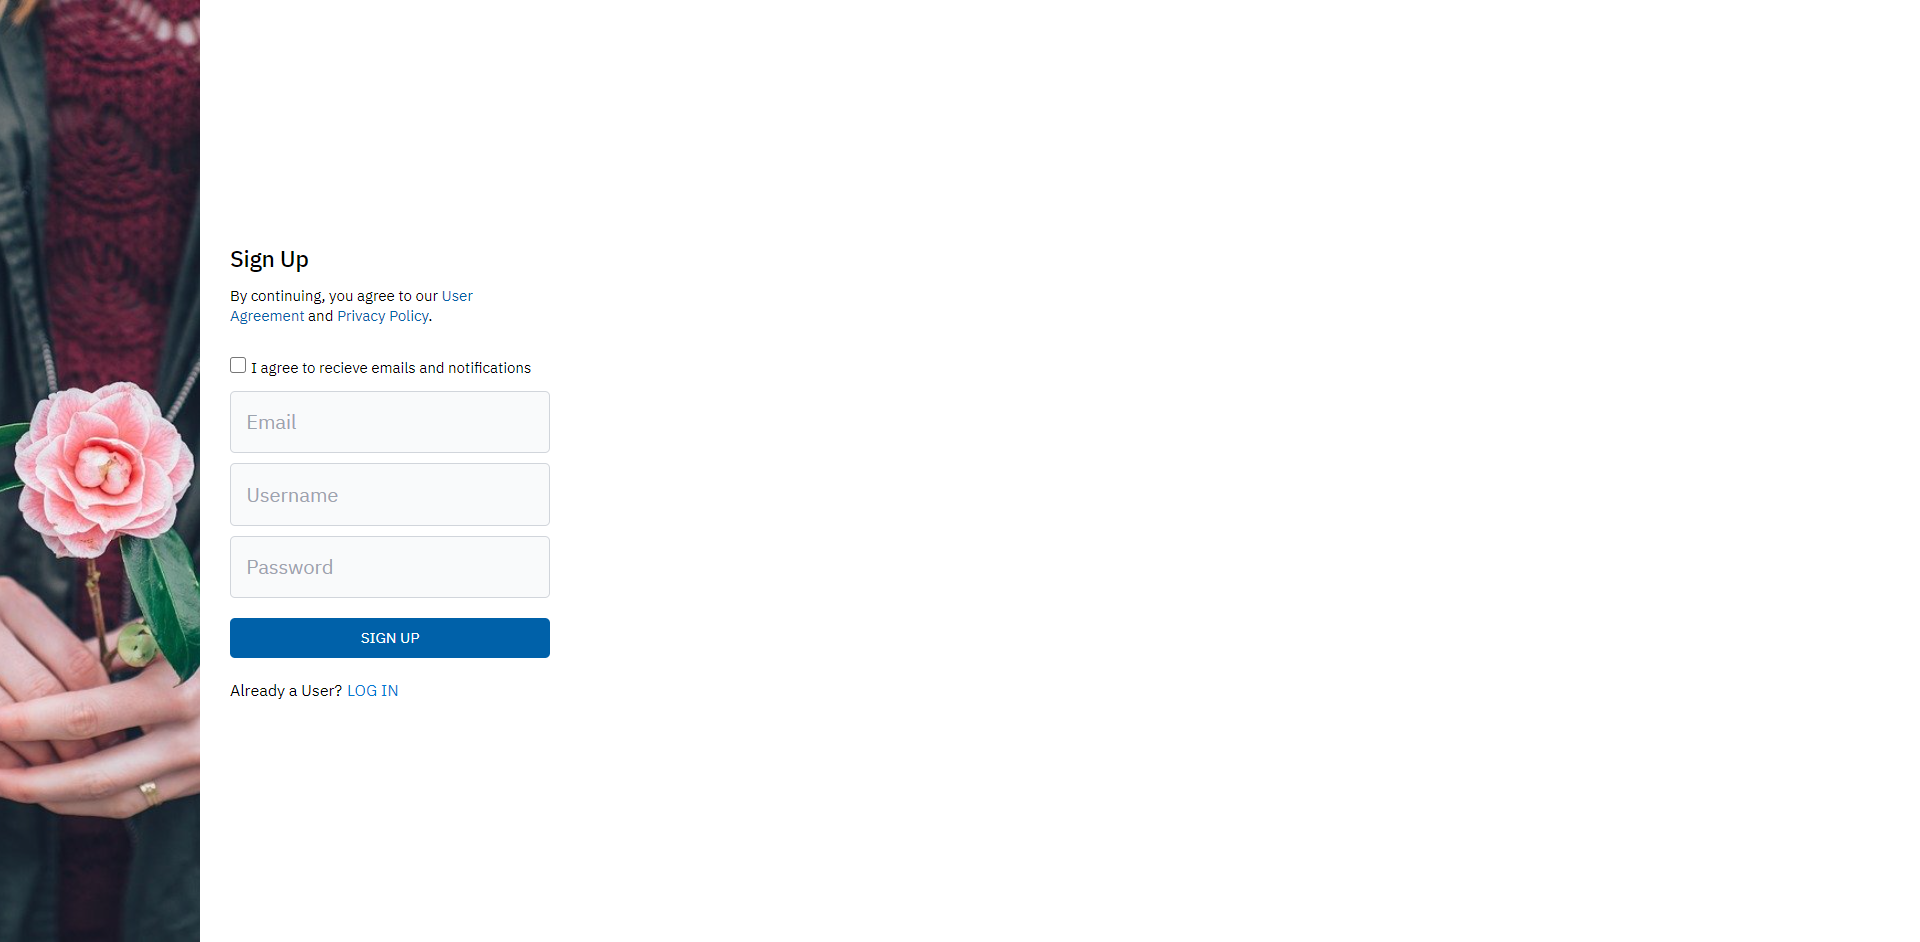 Sign Up
By continuing, you agree to our User
Agreement and Privacy Policy.
I agree to recieve emails and notifications
Email
Username
Password
SIGN UP
Already a User? LOG IN